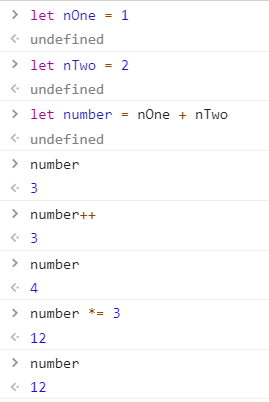 let nOne = 1
undefined
let nTwo = 2
undefined
let number = nOne + nTwo
undefined
number
3
number++
3
number
4
number *= 3
12
number
12